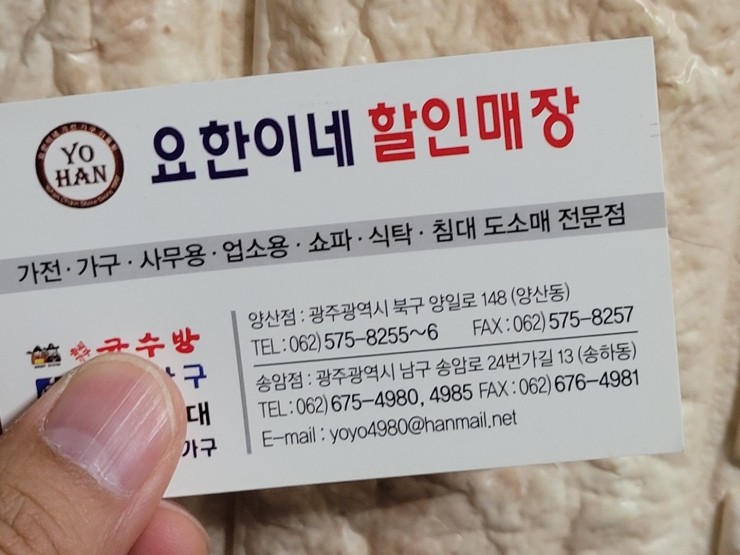 YO
HAN
요한이네 할인매장
가전·가구·사무용·업소용·쇼파·식탁·침대 도소매 전문점
양산점 : 광주광역시 북구 양일로 148 (양산동)
TEL : 062) 575-8255~6 FAX : 062) 575-8257
송암점 : 광주광역시 남구 송암로 24번가길 13 (송하동)
TEL : 062) 675-4980, 4985 FAX : 062) 676-4981
E-mail : yoyo4980@hanmail.net
수방
구
대
가구